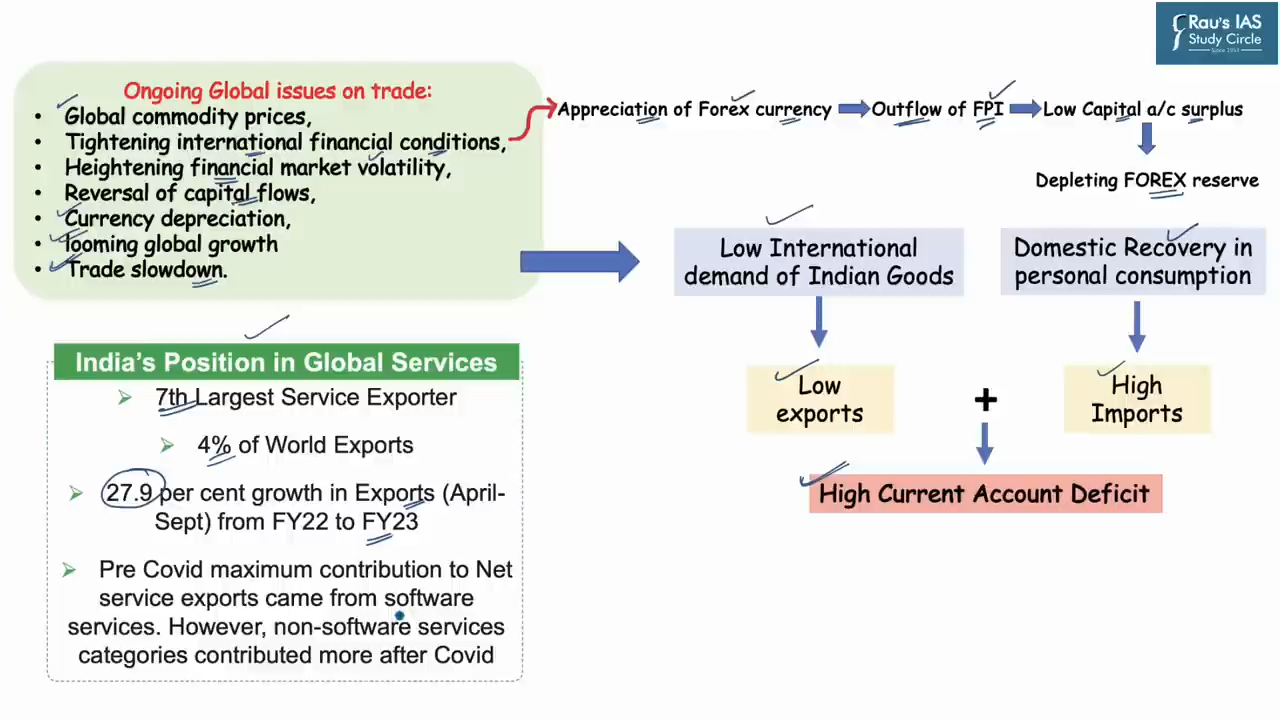 Rau's IAS
Study Circle
Since 1953
Ongoing Global issues on trade:
• Global commodity prices,
• Tightening international financial conditions,
• Heightening financial market volatility,
• Reversal of capital flows,
• Currency depreciation,
• looming global growth
• Trade slowdown.
Appreciation of Forex currency
Outflow of FPI
Low Capital a/c surplus
Depleting FOREX reserve
Low International
demand of Indian Goods
Domestic Recovery in
personal consumption
Low
exports
+
High
Imports
High Current Account Deficit
India's Position in Global Services
7th Largest Service Exporter
4% of World Exports
27.9 per cent growth in Exports (April-
Sept) from FY22 to FY23
Pre Covid maximum contribution to Net
service exports came from software
services. However, non-software services
categories contributed more after Covid